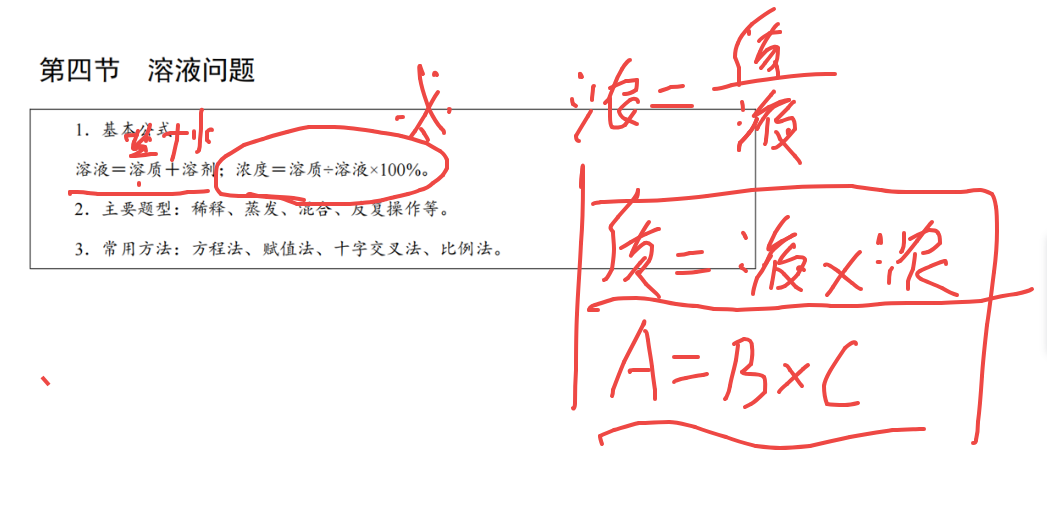 第四节 溶液问题
浓=质/液
1. 基本公式
盐+水
溶液=溶质+溶剂; 浓度=溶质÷溶液×100%。
2. 主要题型: 稀释、蒸发、混合、反复操作等。
3. 常用方法: 方程法、赋值法、十字交叉法、比例法。
质=液×浓
A=B×C